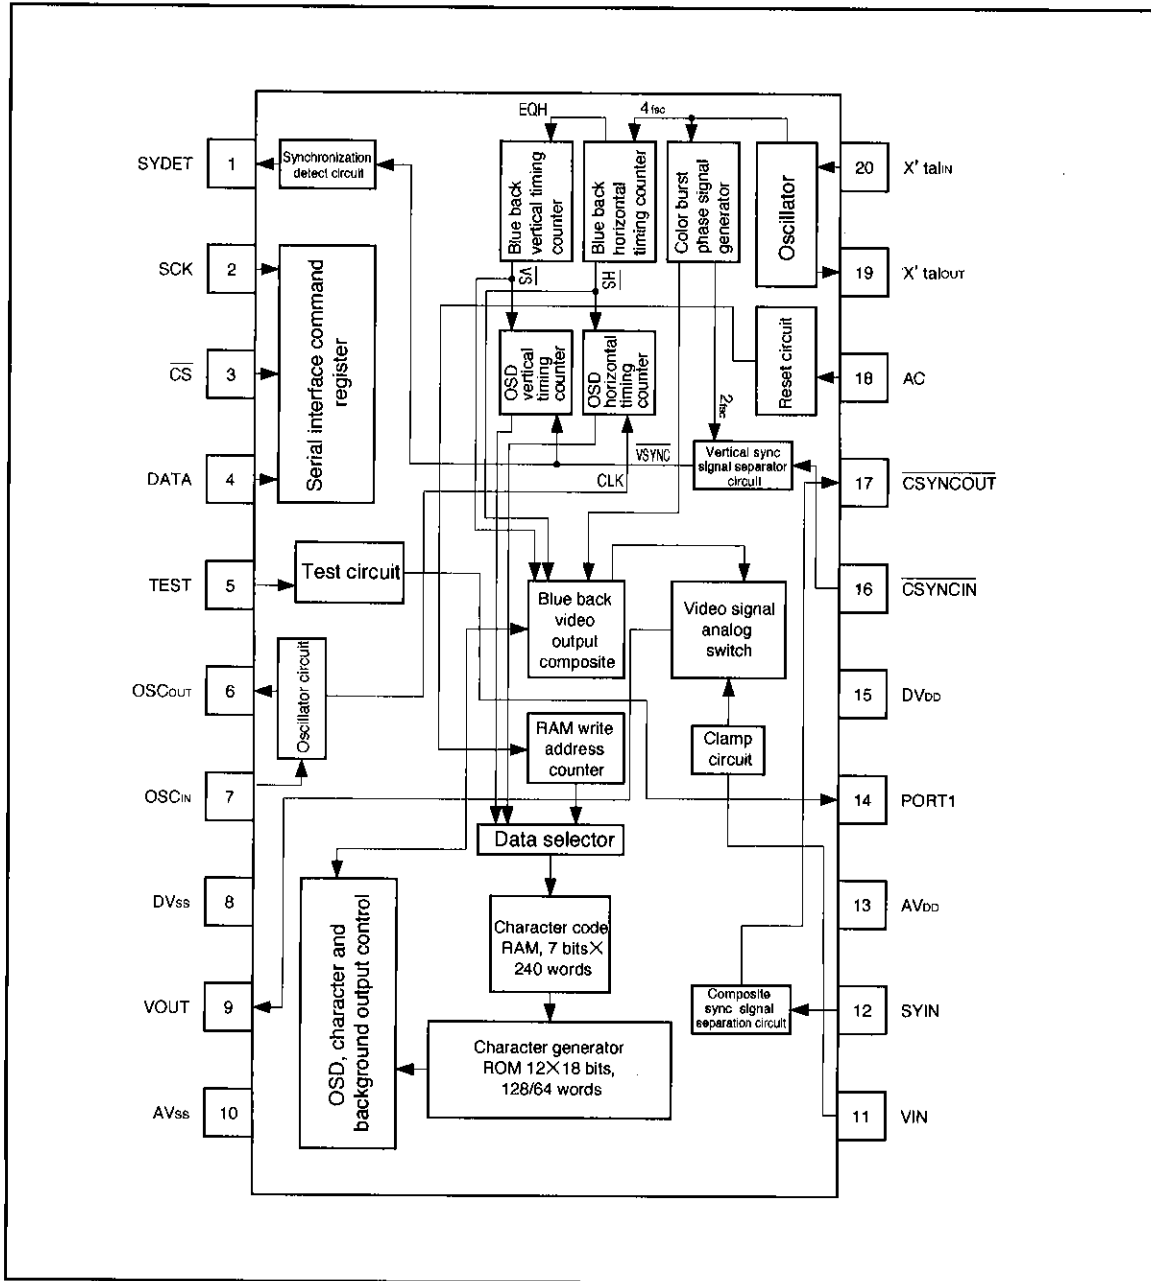 EQH
4fsc
SYDET
1
Synchronization
detect circuit
Blue back
vertical timing
counter
Blue back
horizontal
timing counter
Color burst
phase signal
generator
Oscillator
20
X' talIN
SCK
2
19
X' talOUT
Serial interface command
register
VS
HS
CS
3
OSD
vertical
timing
counter
OSD
horizontal
timing
counter
Reset circuit
18
AC
2fsc
DATA
4
VSYNC
CLK
Vertical sync
signal separator
circuit
17
CSYNCOUT
TEST
5
Test circuit
Blue back
video
output
composite
Video signal
analog
switch
16
CSYNCIN
OSCOUT
6
Oscillator circuit
15
DVDD
RAM write
address
counter
Clamp
circuit
OSCIN
7
14
PORT1
Data selector
DVSS
8
OSD, character and
background output control
Character code
RAM, 7 bits×
240 words
13
AVDD
VOUT
9
Composite
sync signal
separation circuit
12
SYIN
Character generator
ROM 12×18 bits,
128/64 words
AVSS
10
11
VIN